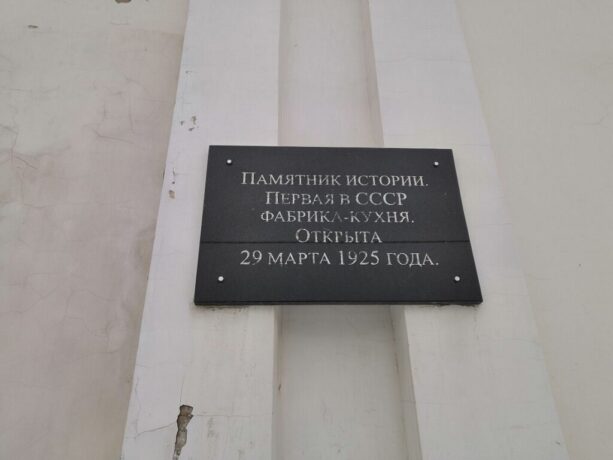 Памятник истории.
Первая в СССР
фабрика-кухня.
Открыта
29 марта 1925 года.